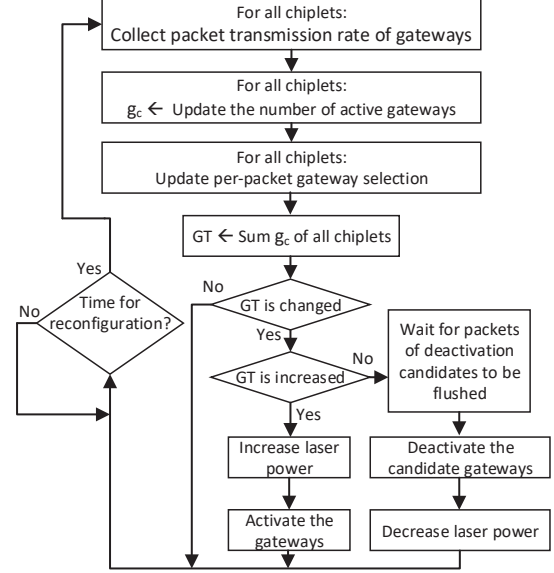 For all chiplets:
Collect packet transmission rate of gateways
For all chiplets:
gc ← Update the number of active gateways
For all chiplets:
Update per-packet gateway selection
GT ← Sum gc of all chiplets
No
GT is changed
Yes
Yes
Time for
reconfiguration?
No
GT is increased
No
Yes
Wait for packets
of deactivation
candidates to be
flushed
Increase laser
power
Deactivate the
candidate gateways
Activate the
gateways
Decrease laser power